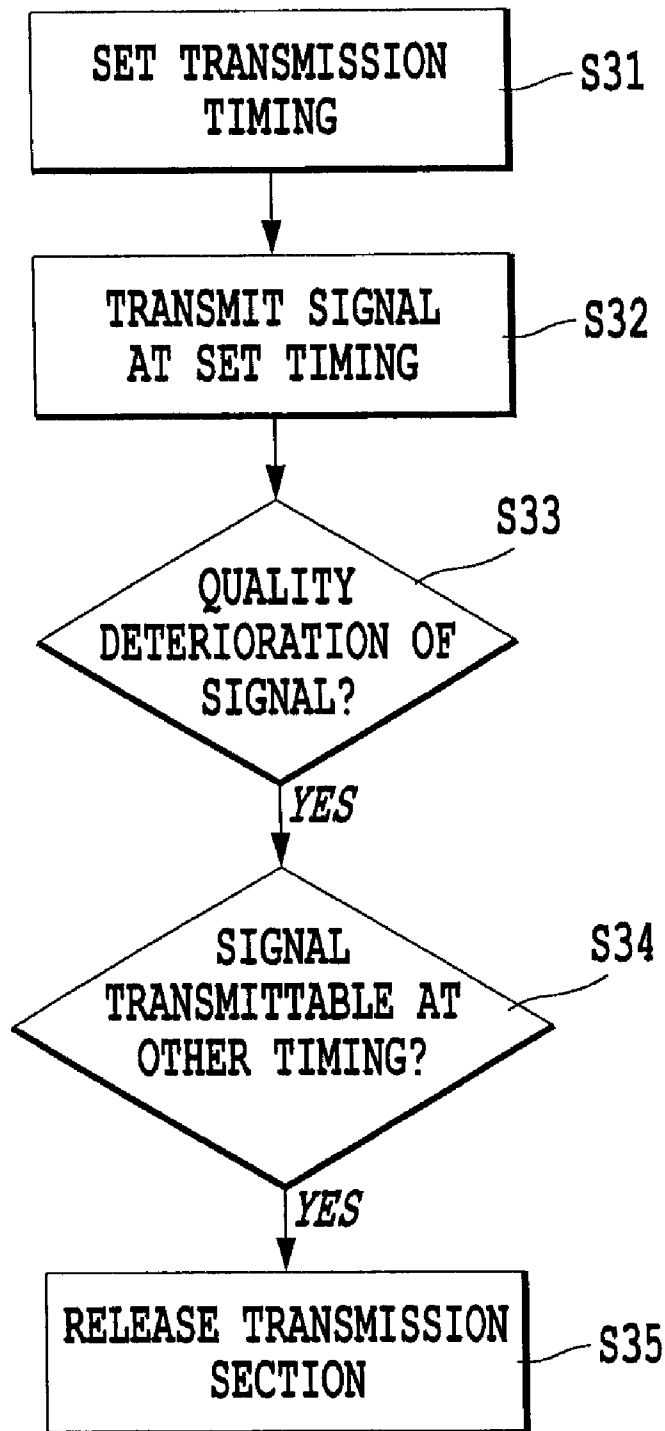 SET TRANSMISSION
TIMING
S31
TRANSMIT SIGNAL
AT SET TIMING
S32
S33
QUALITY
DETERIORATION OF
SIGNAL?
YES
S34
SIGNAL
TRANSMITTABLE AT
OTHER TIMING?
YES
RELEASE TRANSMISSION
SECTION
S35